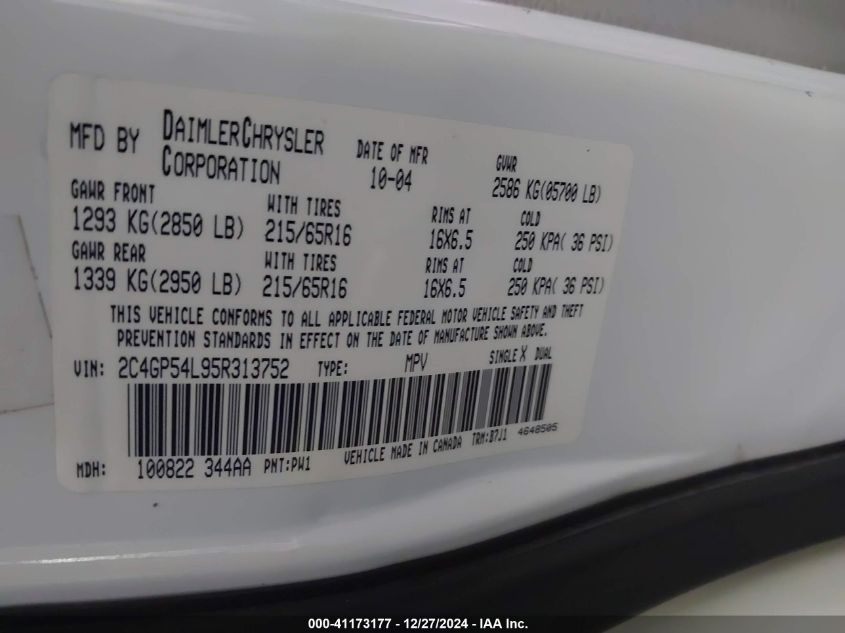 MFD BY DAIMLERCHRYSLER CORPORATION DATE OF MFR 10-04 GVWR 2586 KG(05700 LB)
GAWR FRONT WITH TIRES RIMS AT COLD
1293 KG(2850 LB) 215/65R16 16X6.5 250 KPA( 36 PSI)
GAWR REAR WITH TIRES RIMS AT COLD
1339 KG(2950 LB) 215/65R16 16X6.5 250 KPA( 36 PSI)
THIS VEHICLE CONFORMS TO ALL APPLICABLE FEDERAL MOTOR VEHICLE SAFETY AND THEFT
PREVENTION STANDARDS IN EFFECT ON THE DATE OF MANUFACTURE SHOWN ABOVE.
VIN: 2C4GP54L95R313752 TYPE: MPV SINGLE X DUAL
MDH: 100822 344AA PNT:PW1 VEHICLE MADE IN CANADA TRM:B7J1 4648505
000-41173177 - 12/27/2024 - IAA Inc.